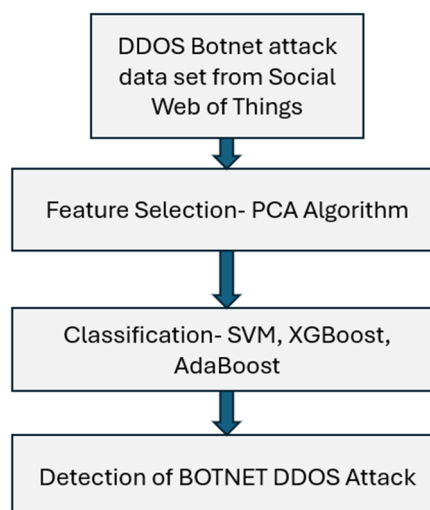 DDOS Botnet attack
data set from Social
Web of Things
Feature Selection- PCA Algorithm
Classification- SVM, XGBoost,
AdaBoost
Detection of BOTNET DDOS Attack